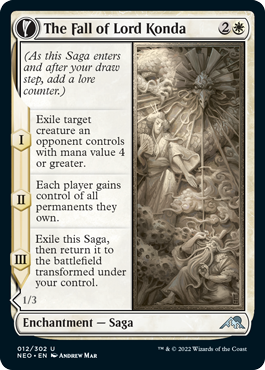 The Fall of Lord Konda 2
(As this Saga enters
and after your draw
step, add a lore
counter.)
I
Exile target
creature an
opponent controls
with mana value 4
or greater.
II
Each player gains
control of all
permanents they
own.
III
Exile this Saga,
then return it to
the battlefield
transformed under
your control.
1/3
Enchantment — Saga
012/302 U
NEO • EN ANDREW MAR
™ & © 2022 Wizards of the Coast